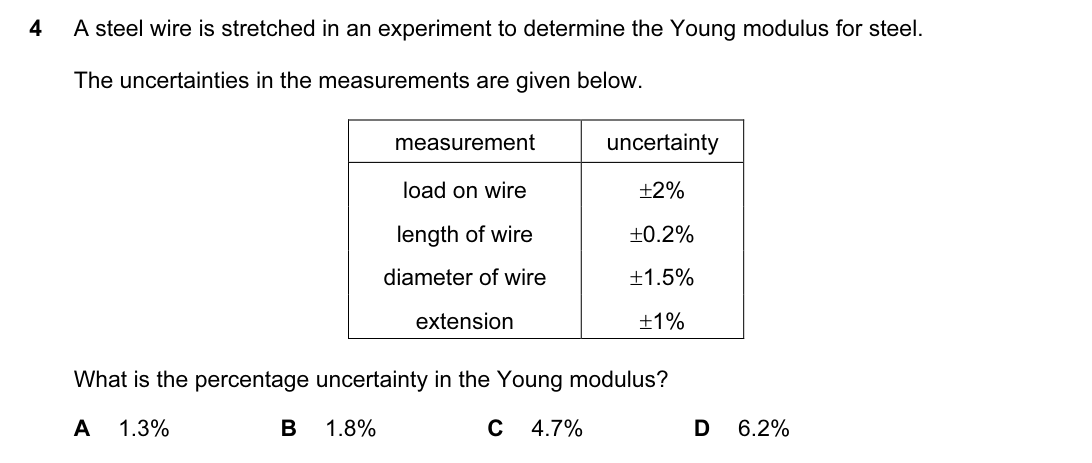 4 A steel wire is stretched in an experiment to determine the Young modulus for steel.
The uncertainties in the measurements are given below.
measurement uncertainty
load on wire ±2%
length of wire ±0.2%
diameter of wire ±1.5%
extension ±1%
What is the percentage uncertainty in the Young modulus?
A 1.3% B 1.8% C 4.7% D 6.2%